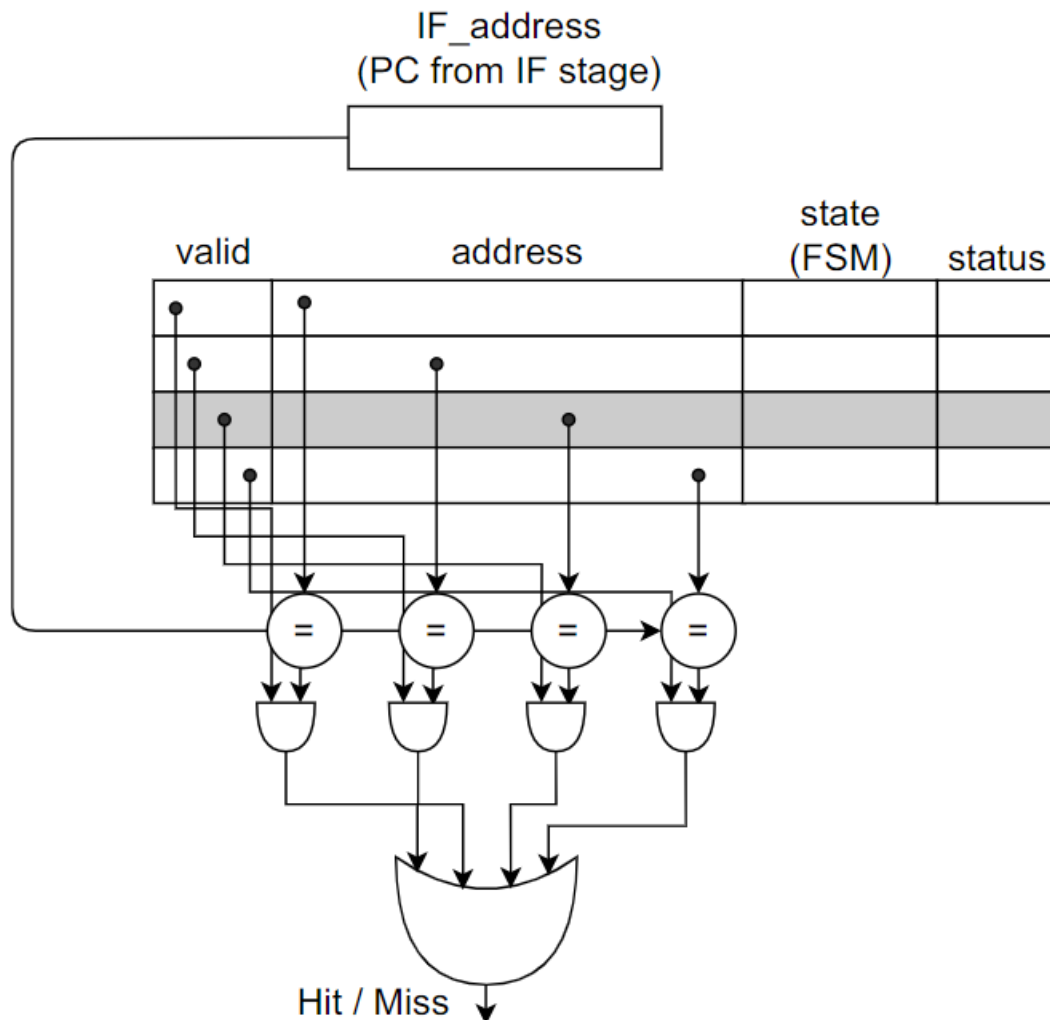 IF_address
(PC from IF stage)
valid
address
state
(FSM)
status
=
=
=
=
Hit / Miss